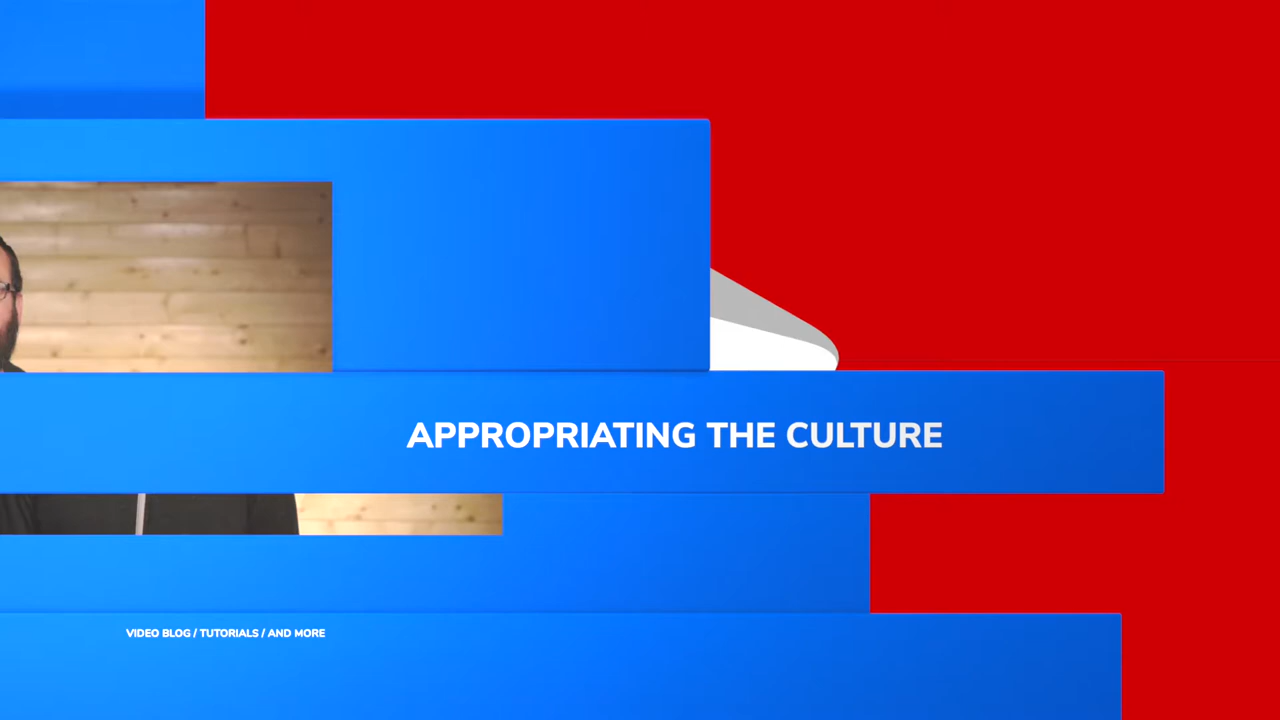 APPROPRIATING THE CULTURE
VIDEO BLOG / TUTORIALS / AND MORE